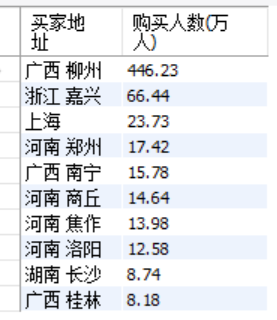 买家地址 购买人数(万人)
广西 柳州 446.23
浙江 嘉兴 66.44
上海 23.73
河南 郑州 17.42
广西 南宁 15.78
河南 商丘 14.64
河南 焦作 13.98
河南 洛阳 12.58
湖南 长沙 8.74
广西 桂林 8.18